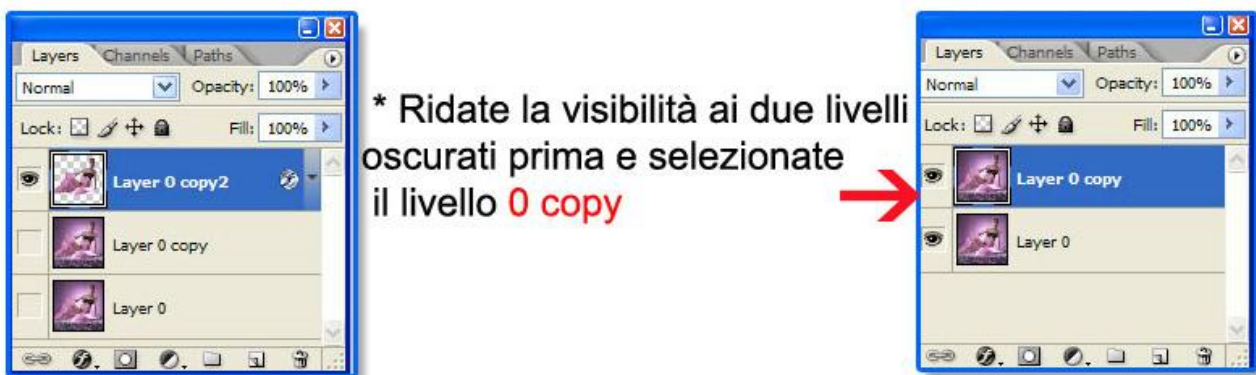 Layers Channels Paths
Normal Opacity: 100%
Lock: Fill: 100%
Layer 0 copy2
Layer 0 copy
Layer 0
* Ridate la visibilità ai due livelli
oscurati prima e selezionate
il livello 0 copy
Layers Channels Paths
Normal Opacity: 100%
Lock: Fill: 100%
Layer 0 copy
Layer 0